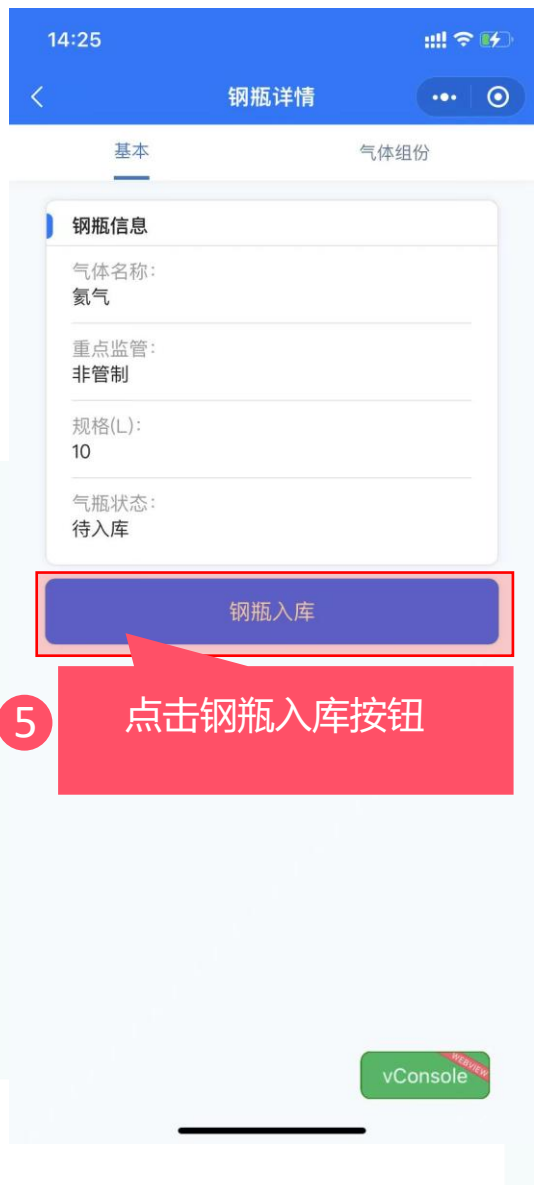 14:25
钢瓶详情
基本
气体组份
钢瓶信息
气体名称:
氦气
重点监管:
非管制
规格(L):
10
气瓶状态:
待入库
钢瓶入库
5
点击钢瓶入库按钮
WEBVIEW
vConsole